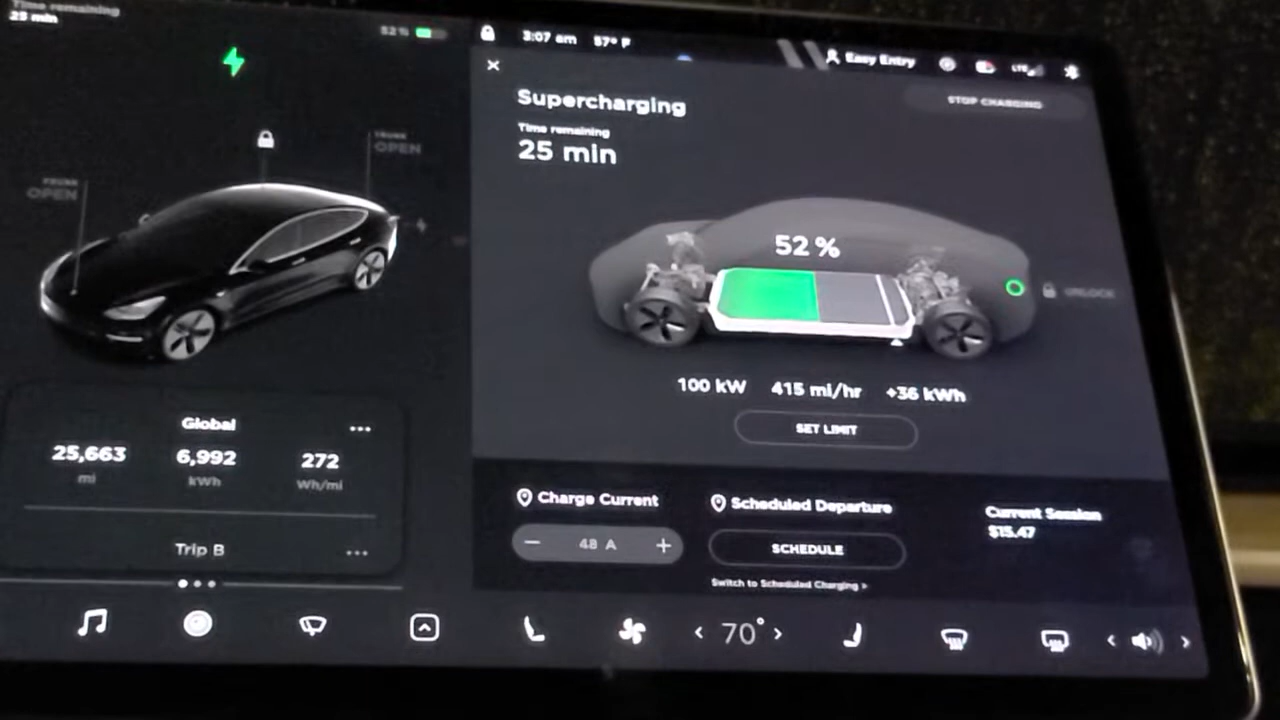 Time remaining
25 min
52 %
3:07 am 57° F
Easy Entry
LTE
Supercharging
STOP CHARGING
Time remaining
25 min
TRUNK
OPEN
FRUNK
OPEN
52 %
UNLOCK
100 kW 415 mi/hr +36 kWh
SET LIMIT
Global
25,663 6,992 272
mi kWh Wh/mi
Trip B
Charge Current
48 A
Scheduled Departure
SCHEDULE
Switch to Scheduled Charging >
Current Session
$15.47
70°